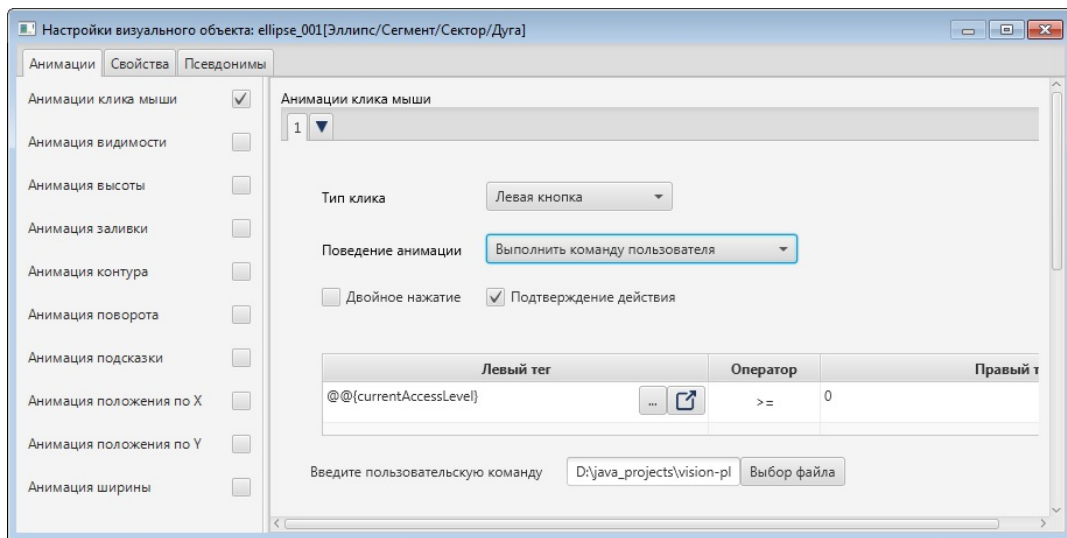 Настройки визуального объекта: ellipse_001[Эллипс/Сегмент/Сектор/Дуга]
Анимации Свойства Псевдонимы
Анимации клика мыши
Анимация видимости
Анимация высоты
Анимация заливки
Анимация контура
Анимация поворота
Анимация подсказки
Анимация положения по X
Анимация положения по Y
Анимация ширины
Анимации клика мыши
1
Тип клика Левая кнопка
Поведение анимации Выполнить команду пользователя
Двойное нажатие Подтверждение действия
Левый тег Оператор Правый т
@@{currentAccessLevel} ... >= 0
Введите пользовательскую команду D:\java_projects\vision-pl Выбор файла